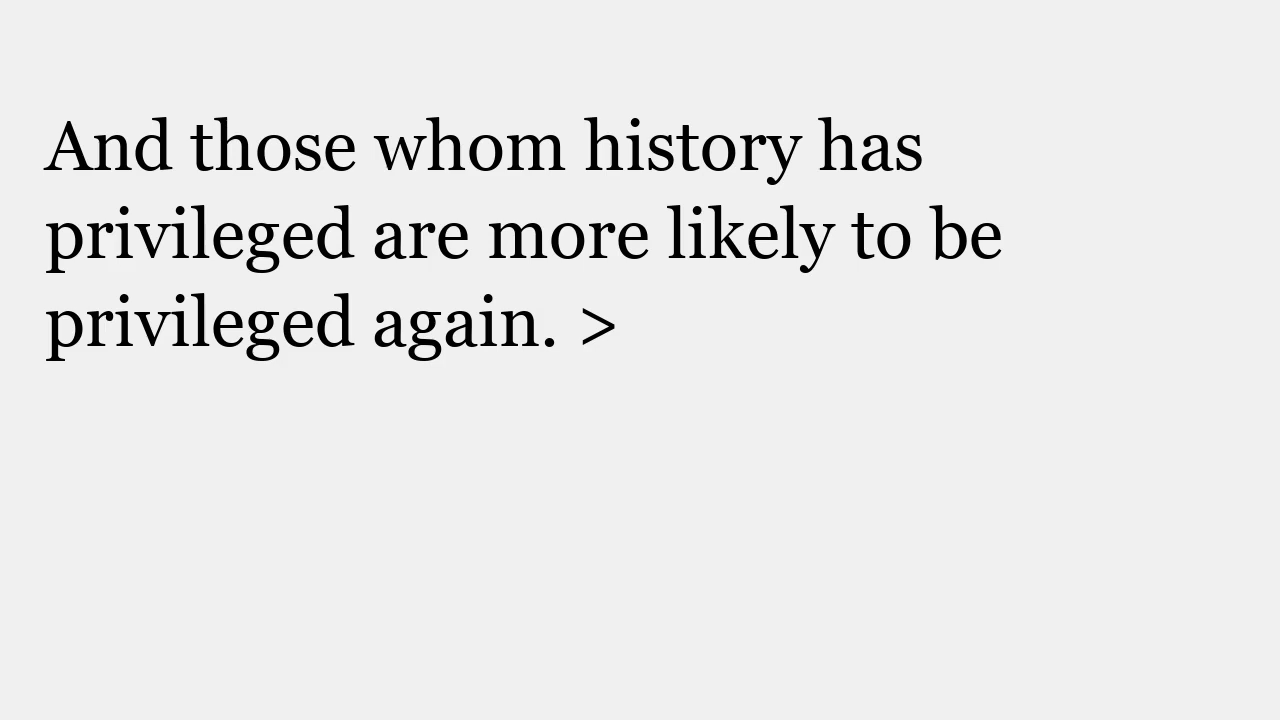 And those whom history has
privileged are more likely to be
privileged again. >